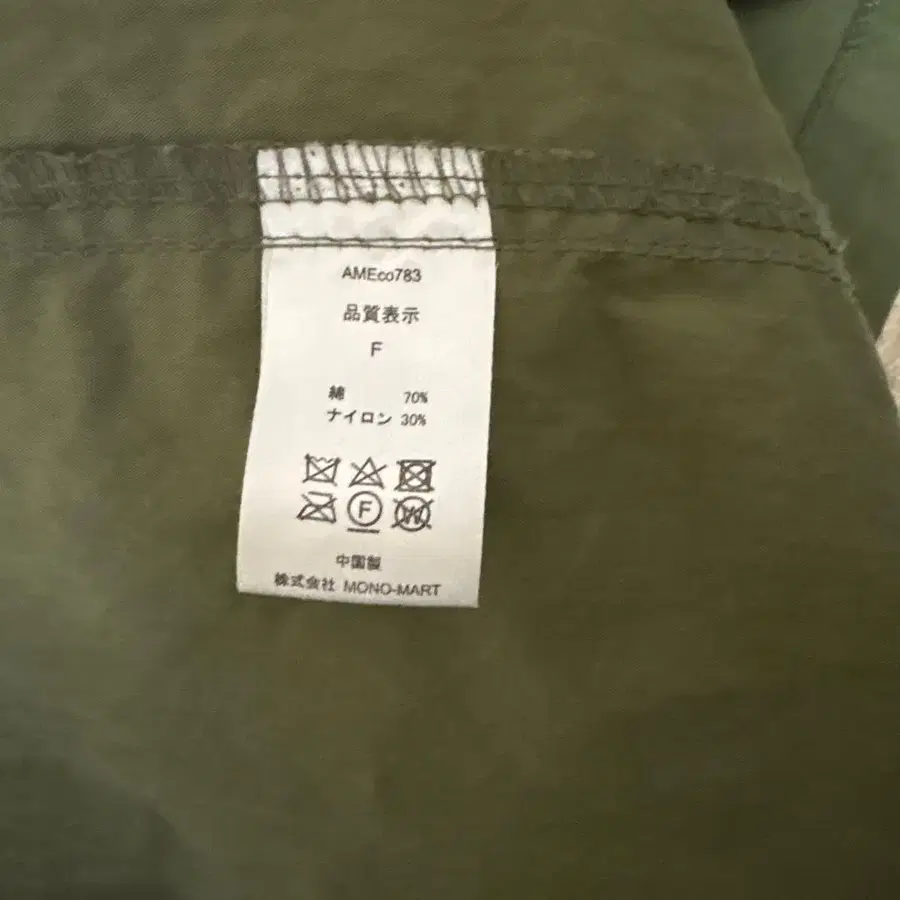 AMEco783
品質表示
F
綿 70%
ナイロン 30%
F
W
中国製
株式会社 MONO-MART